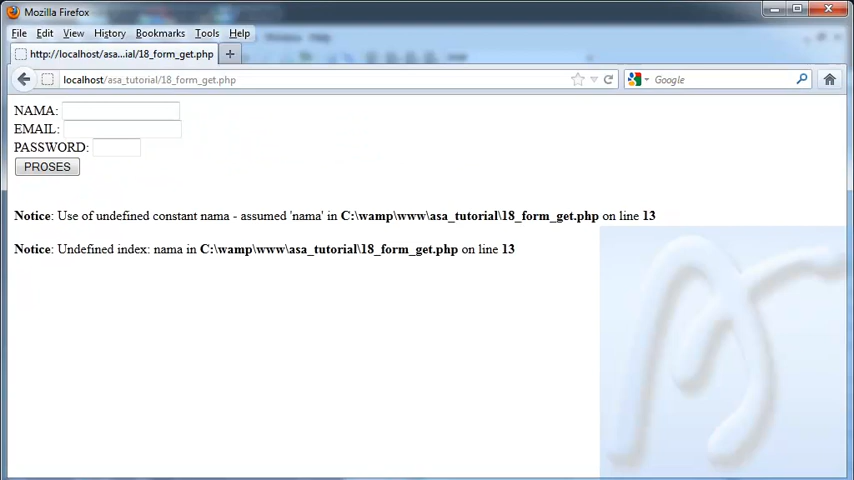 Mozilla Firefox
File Edit View History Bookmarks Tools Help
http://localhost/asa...ial/18_form_get.php
localhost/asa_tutorial/18_form_get.php
Google
NAMA:
EMAIL:
PASSWORD:
PROSES
Notice: Use of undefined constant nama - assumed 'nama' in C:\wamp\www\asa_tutorial\18_form_get.php on line 13
Notice: Undefined index: nama in C:\wamp\www\asa_tutorial\18_form_get.php on line 13